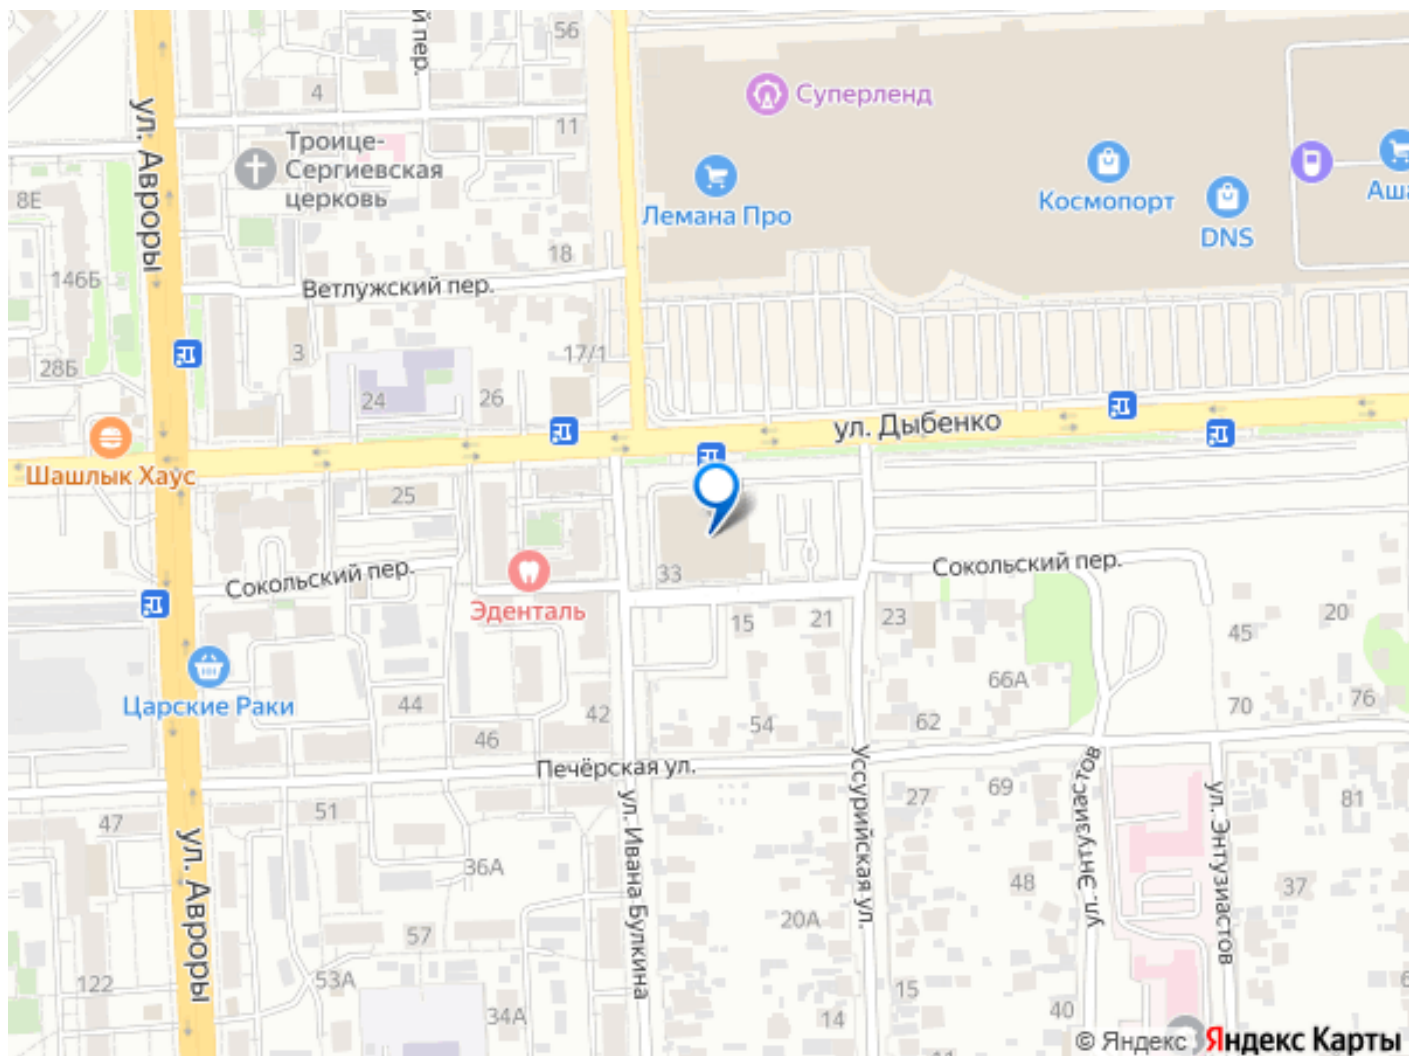 й пер.
56
Суперленд
4
ул. Авроры
11
Троице-
Сергиевская
церковь
Лемана Про
Космопорт
DNS
Аша
8Е
18
146Б
Ветлужский пер.
3
17/1
28Б
24
26
ул. Дыбенко
Шашлык Хаус
25
33
Сокольский пер.
Сокольский пер.
Эденталь
15
21
23
20
45
Царские Раки
66А
44
42
54
62
70
76
46
Печёрская ул.
Уссурийская ул.
ул. Энтузиастов
ул. Энтузиастов
ул. Ивана Булкина
27
69
81
47
51
ул. Авроры
36А
48
37
20А
57
122
53А
34А
15
14
40
6
© Яндекс
Яндекс Карты